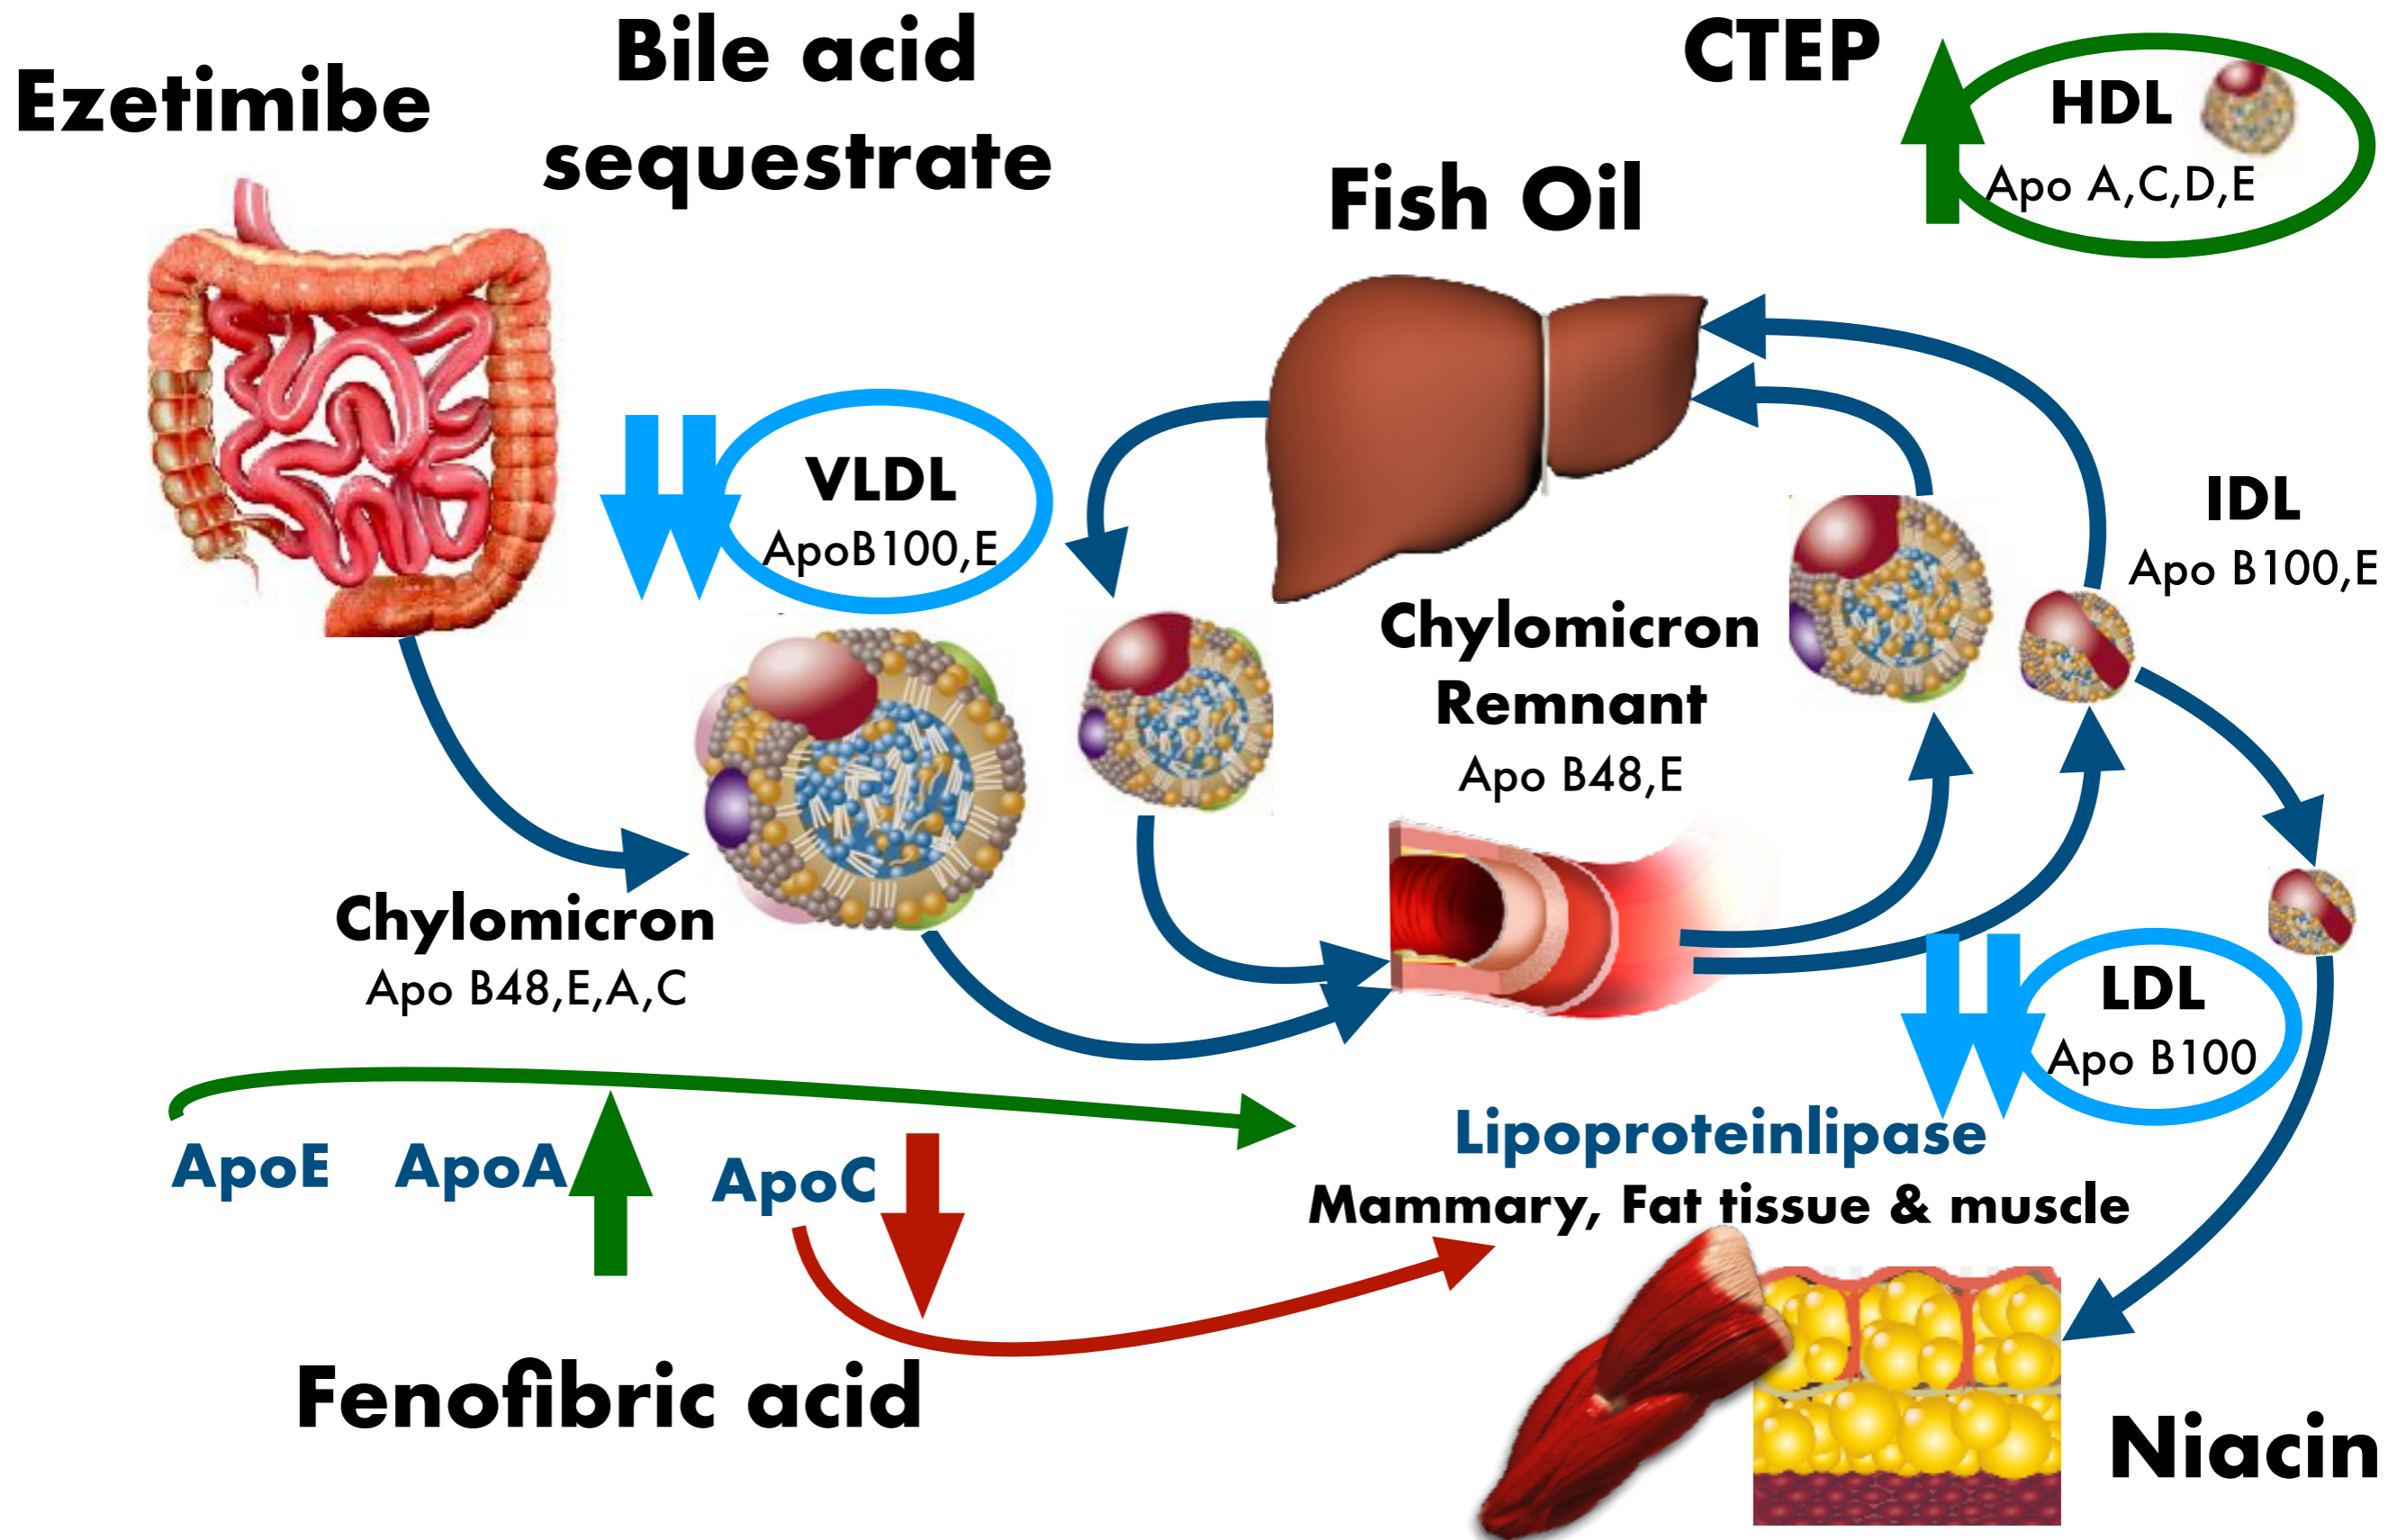 Ezetimibe
Bile acid
sequestrate
CTEP
HDL
Apo A,C,D,E
Fish Oil
VLDL
ApoB100,E
IDL
Apo B100,E
Chylomicron
Remnant
Apo B48,E
Chylomicron
Apo B48,E,A,C
LDL
Apo B100
ApoE
ApoA
ApoC
Lipoproteinlipase
Mammary, Fat tissue & muscle
Fenofibric acid
Niacin